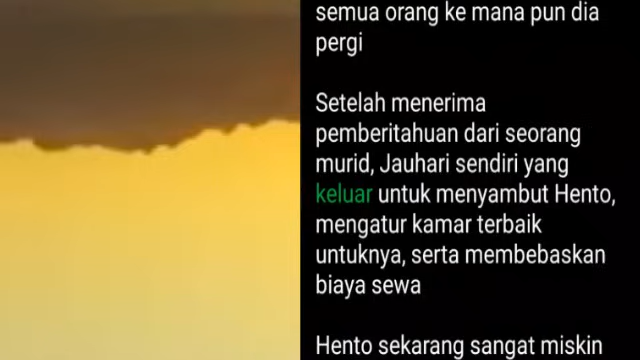 semua orang ke mana pun dia
pergi
Setelah menerima
pemberitahuan dari seorang
murid, Jauhari sendiri yang
keluar untuk menyambut Hento,
mengatur kamar terbaik
untuknya, serta membebaskan
biaya sewa
Hento sekarang sangat miskin